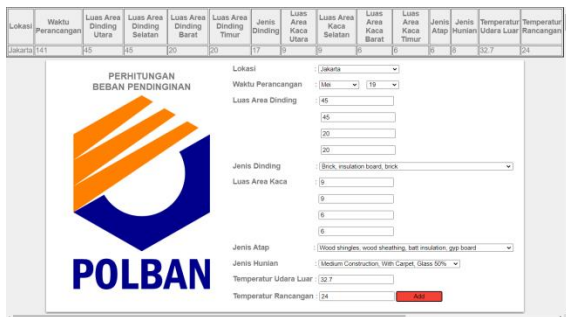 Lokasi Waktu Perancangan Luas Area Dinding Utara Luas Area Dinding Selatan Luas Area Dinding Barat Luas Area Dinding Timur Jenis Dinding Luas Area Kaca Utara Luas Area Kaca Selatan Luas Area Kaca Barat Luas Area Kaca Timur Jenis Atap Jenis Hunian Temperatur Udara Luar Temperatur Rancangan
Jakarta 141 45 45 20 20 17 9 9 6 6 6 8 32.7 24
PERHITUNGAN
BEBAN PENDINGINAN
POLBAN
Lokasi : Jakarta
Waktu Perancangan : Mei 19
Luas Area Dinding : 45
45
20
20
Jenis Dinding : Brick, insulation board, brick
Luas Area Kaca : 9
9
6
6
Jenis Atap : Wood shingles, wood sheathing, batt insulation, gyp board
Jenis Hunian : Medium Construction, With Carpet, Glass 50%
Temperatur Udara Luar : 32.7
Temperatur Rancangan : 24 Add